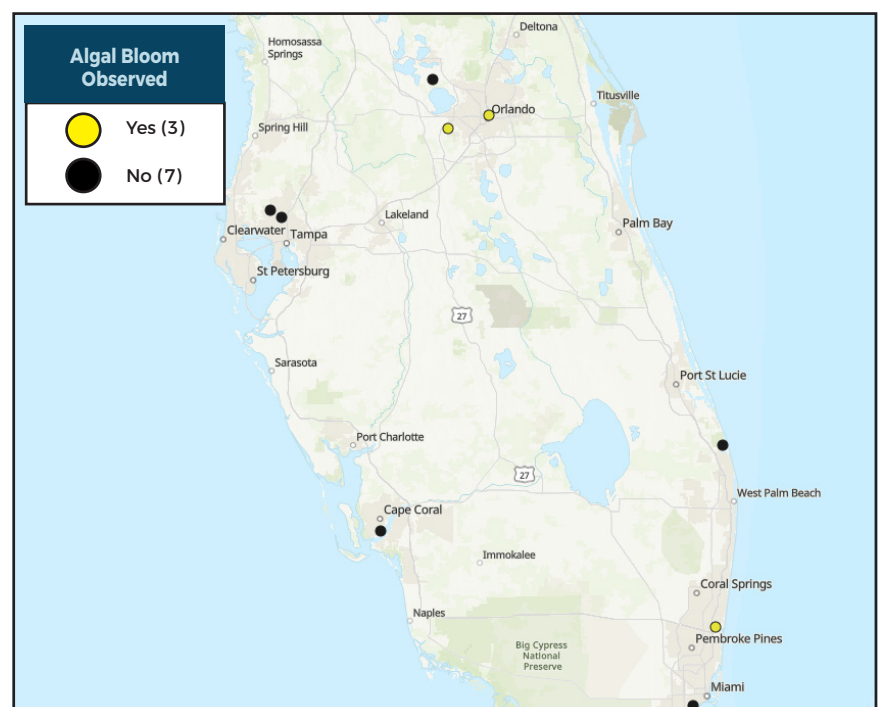 Algal Bloom
Observed
Yes (3)
No (7)
Deltona
Homosassa
Springs
Titusville
Orlando
Spring Hill
Lakeland
Palm Bay
Clearwater
Tampa
St Petersburg
27
Sarasota
Port St Lucie
Port Charlotte
27
West Palm Beach
Cape Coral
Immokalee
Coral Springs
Naples
Pembroke Pines
Big Cypress
National
Preserve
Miami